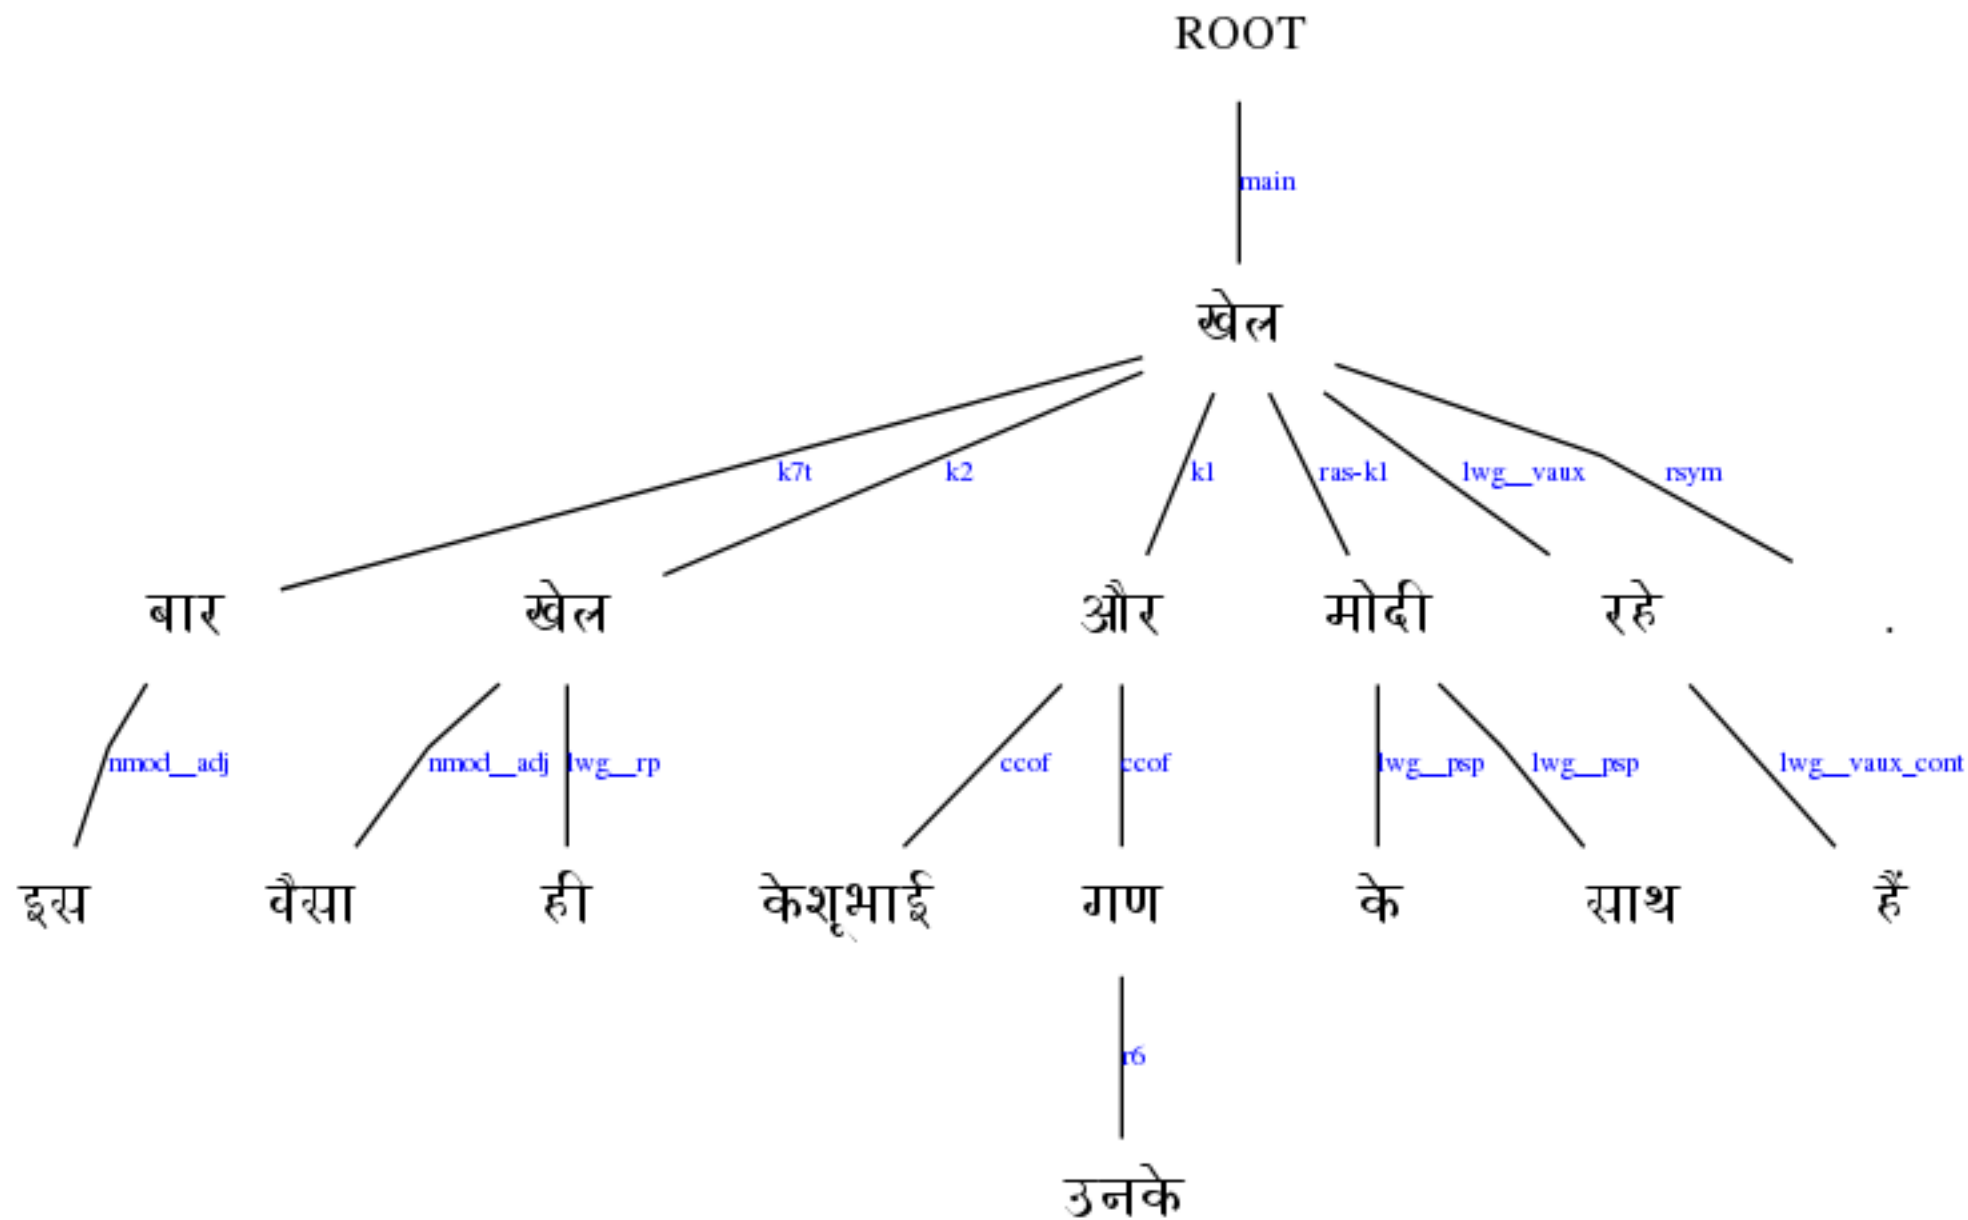 ROOT
main
खेल
k7t k2 k1 ras-k1 lwg__vaux rsym
बार खेल और मोदी रहे .
nmod__adj nmod__adj lwg__rp ccof ccof lwg__psp lwg__psp lwg__vaux_cont
इस वैसा ही केशूभाई गण के साथ हैं
r6
उनके